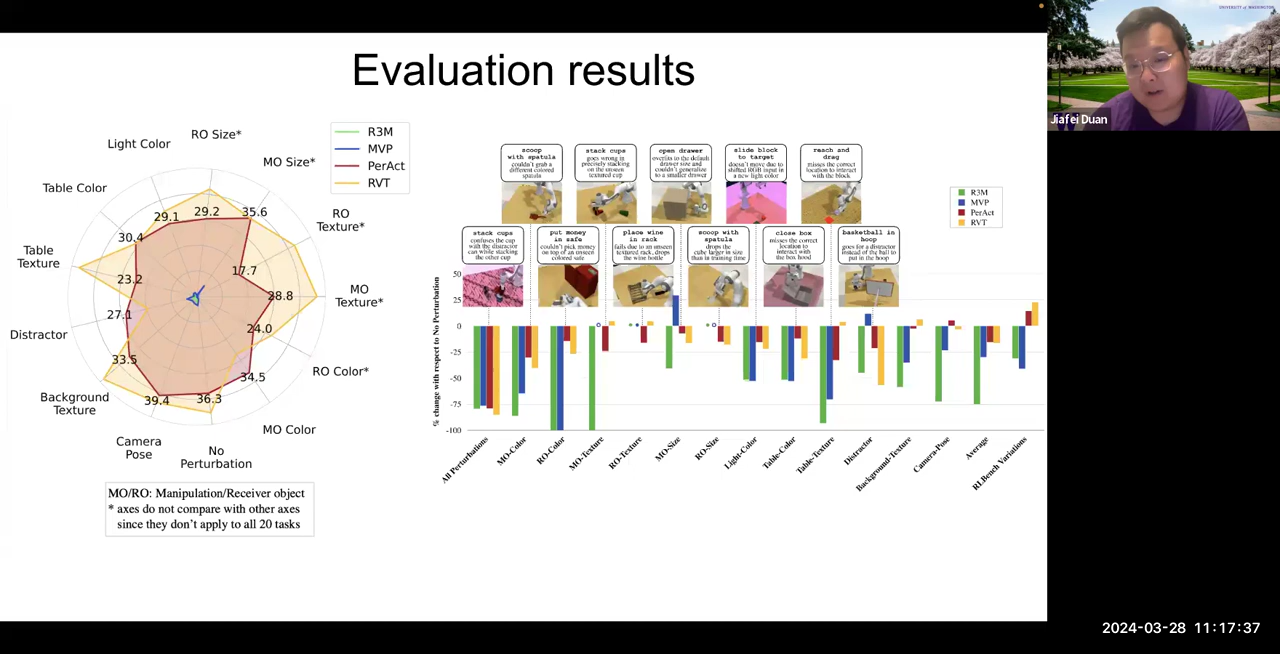 UNIVERSITY of WASHINGTON
Evaluation results
Jiafei Duan
R3M
MVP
PerAct
RVT
RO Size*
MO Size*
RO
Texture*
MO
Texture*
RO Color*
MO Color
No
Perturbation
Camera
Pose
Background
Texture
Distractor
Table
Texture
Table Color
Light Color
29.1
29.2
35.6
30.4
17.7
23.2
28.8
27.1
24.0
33.5
34.5
39.4
36.3
MO/RO: Manipulation/Receiver object
* axes do not compare with other axes
since they don't apply to all 20 tasks
scoop
with spatula
couldn't grab a
different colored
spatula
stack cups
goes wrong in
precisely stacking
on the unseen
textured cup
open drawer
overfits to the default
drawer size and
couldn't generalize
to a smaller drawer
slide block
to target
doesn't move due to
shifted RGB input in
a new light color
reach and
drag
misses the correct
location to interact
with the block
stack cups
confuses the cup
with the distractor
can while stacking
the other cup
put money
in safe
couldn't pick money
on top of an unseen
colored safe
place wine
in rack
fails due to an unseen
textured rack, drops
the wine bottle
scoop with
spatula
drops the
cube larger in size
than in training time
close box
misses the correct
location to
interact with
the box hood
basketball in
hoop
goes for a distractor
instead of the ball to
put in the hoop
R3M
MVP
PerAct
RVT
% change with respect to No Perturbation
50
25
0
-25
-50
-75
-100
All Perturbations
MO-Color
RO-Color
MO-Texture
RO-Texture
MO-Size
RO-Size
Light-Color
Table-Color
Table-Texture
Distractor
Background-Texture
Camera-Pose
Average
RLBench Variations
2024-03-28 11:17:37